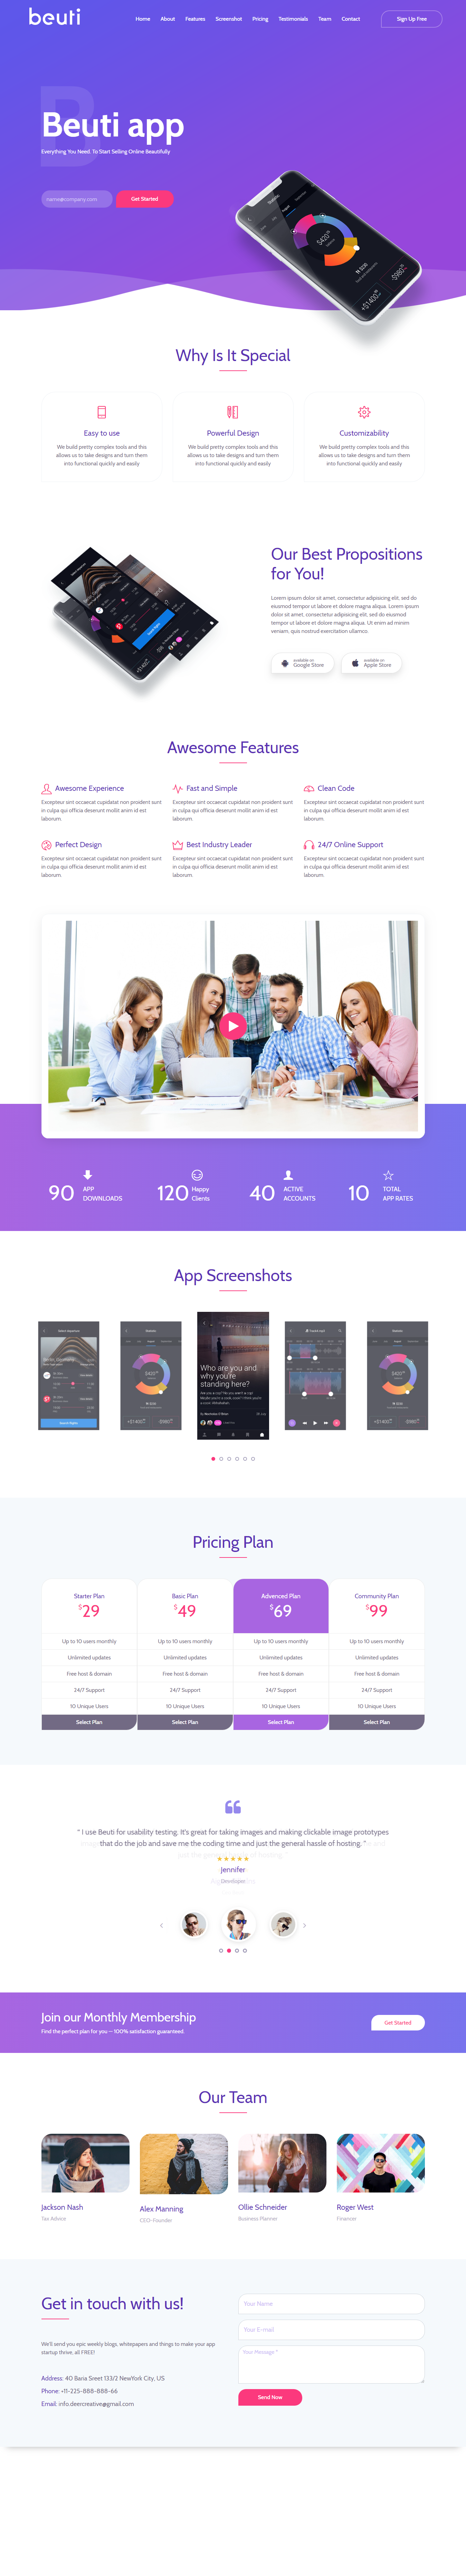 beuti
Home About Features Screenshot Pricing Testimonials Team Contact
Sign Up Free
B
Beuti app
Everything You Need. To Start Selling Online Beautifully
name@company.com
Get Started
Why Is It Special
Easy to use
We build pretty complex tools and this
allows us to take designs and turn them
into functional quickly and easily
Powerful Design
We build pretty complex tools and this
allows us to take designs and turn them
into functional quickly and easily
Customizability
We build pretty complex tools and this
allows us to take designs and turn them
into functional quickly and easily
Our Best Propositions
for You!
Lorem ipsum dolor sit amet, consectetur adipisicing elit, sed do
eiusmod tempor ut labore et dolore magna aliqua. Lorem ipsum
dolor sit amet, consectetur adipisicing elit, sed do eiusmod
tempor ut labore et dolore magna aliqua. Ut enim ad minim
veniam, quis nostrud exercitation ullamco.
available on
Google Store
available on
Apple Store
Awesome Features
Awesome Experience
Excepteur sint occaecat cupidatat non proident sunt
in culpa qui officia deserunt mollit anim id est
laborum.
Fast and Simple
Excepteur sint occaecat cupidatat non proident sunt
in culpa qui officia deserunt mollit anim id est
laborum.
Clean Code
Excepteur sint occaecat cupidatat non proident sunt
in culpa qui officia deserunt mollit anim id est
laborum.
Perfect Design
Excepteur sint occaecat cupidatat non proident sunt
in culpa qui officia deserunt mollit anim id est
laborum.
Best Industry Leader
Excepteur sint occaecat cupidatat non proident sunt
in culpa qui officia deserunt mollit anim id est
laborum.
24/7 Online Support
Excepteur sint occaecat cupidatat non proident sunt
in culpa qui officia deserunt mollit anim id est
laborum.
90
APP
DOWNLOADS
120
Happy
Clients
40
ACTIVE
ACCOUNTS
10
TOTAL
APP RATES
App Screenshots
Who are you and
why you're
standing here?
Pricing Plan
Starter Plan
$29
Up to 10 users monthly
Unlimited updates
Free host & domain
24/7 Support
10 Unique Users
Select Plan
Basic Plan
$49
Up to 10 users monthly
Unlimited updates
Free host & domain
24/7 Support
10 Unique Users
Select Plan
Advenced Plan
$69
Up to 10 users monthly
Unlimited updates
Free host & domain
24/7 Support
10 Unique Users
Select Plan
Community Plan
$99
Up to 10 users monthly
Unlimited updates
Free host & domain
24/7 Support
10 Unique Users
Select Plan
“ I use Beuti for usability testing. It's great for taking images and making clickable image prototypes
that do the job and save me the coding time and just the general hassle of hosting. ”
Jennifer
Developer
Join our Monthly Membership
Find the perfect plan for you — 100% satisfaction guaranteed.
Get Started
Our Team
Jackson Nash
Tax Advice
Alex Manning
CEO-Founder
Ollie Schneider
Business Planner
Roger West
Financer
Get in touch with us!
We'll send you epic weekly blogs, whitepapers and things to make your app
startup thrive, all FREE!
Address: 40 Baria Sreet 133/2 NewYork City, US
Phone: +11-225-888-888-66
Email: info.deercreative@gmail.com
Your Name
Your E-mail
Your Message *
Send Now